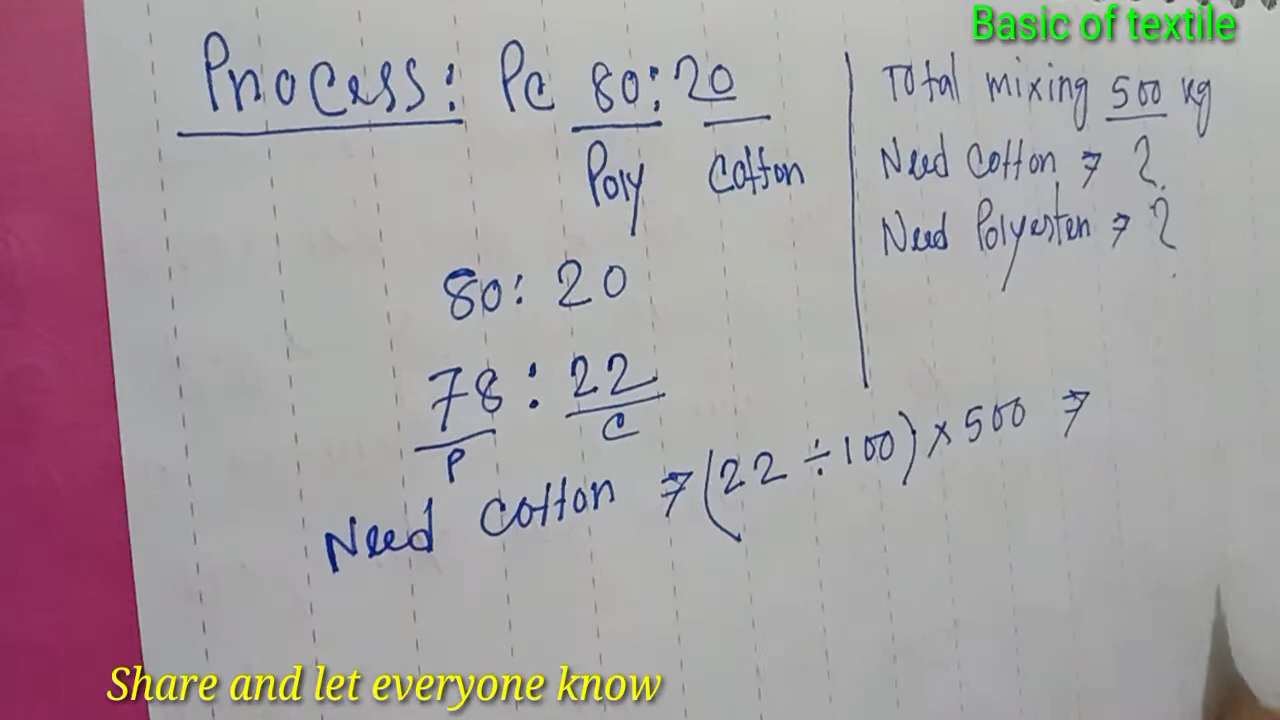 Basic of textile
Process: Pc 80:20
Poly Cotton
Total mixing 500 kg
Need Cotton ⇒ ?
Need Polyester ⇒ ?
80: 20
78 : 22
P C
Need Cotton ⇒ (22 ÷ 100) × 500 ⇒
Share and let everyone know